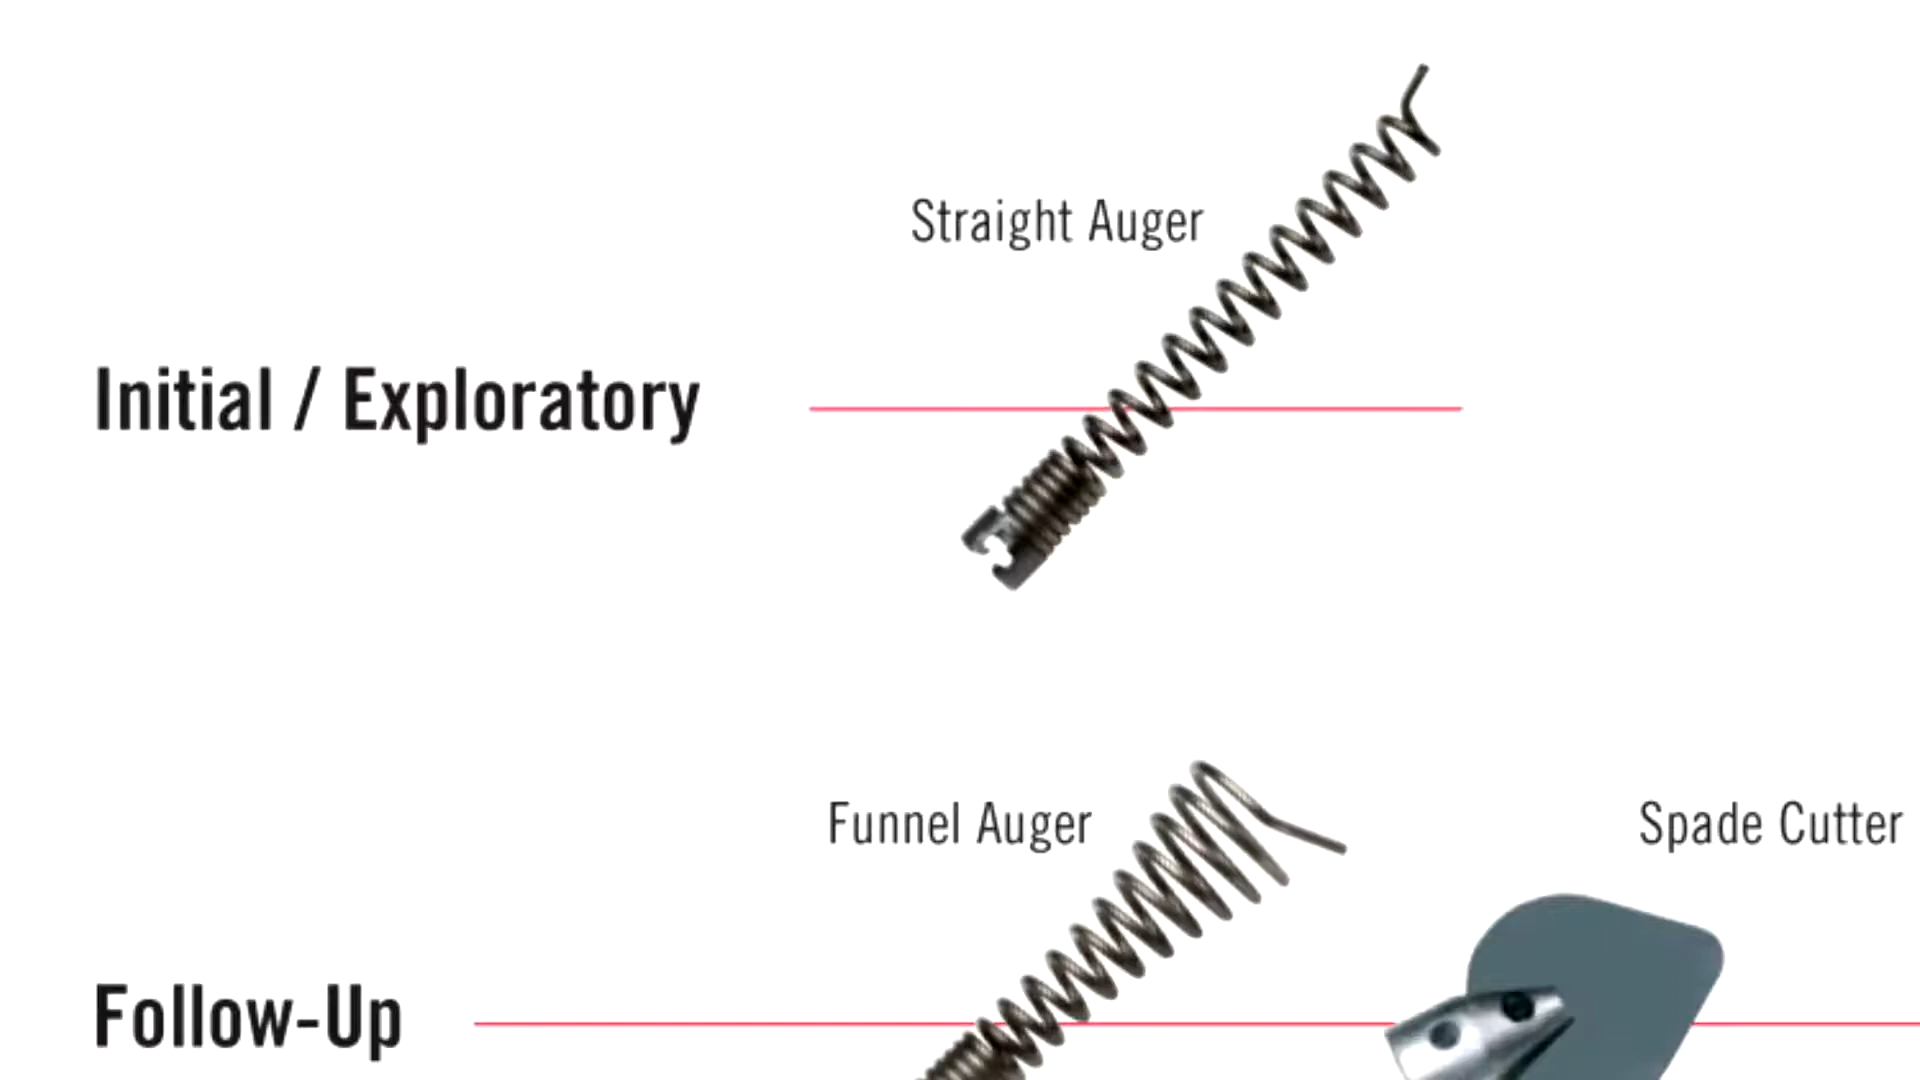 Straight Auger
Initial / Exploratory
Funnel Auger
Spade Cutter
Follow-Up